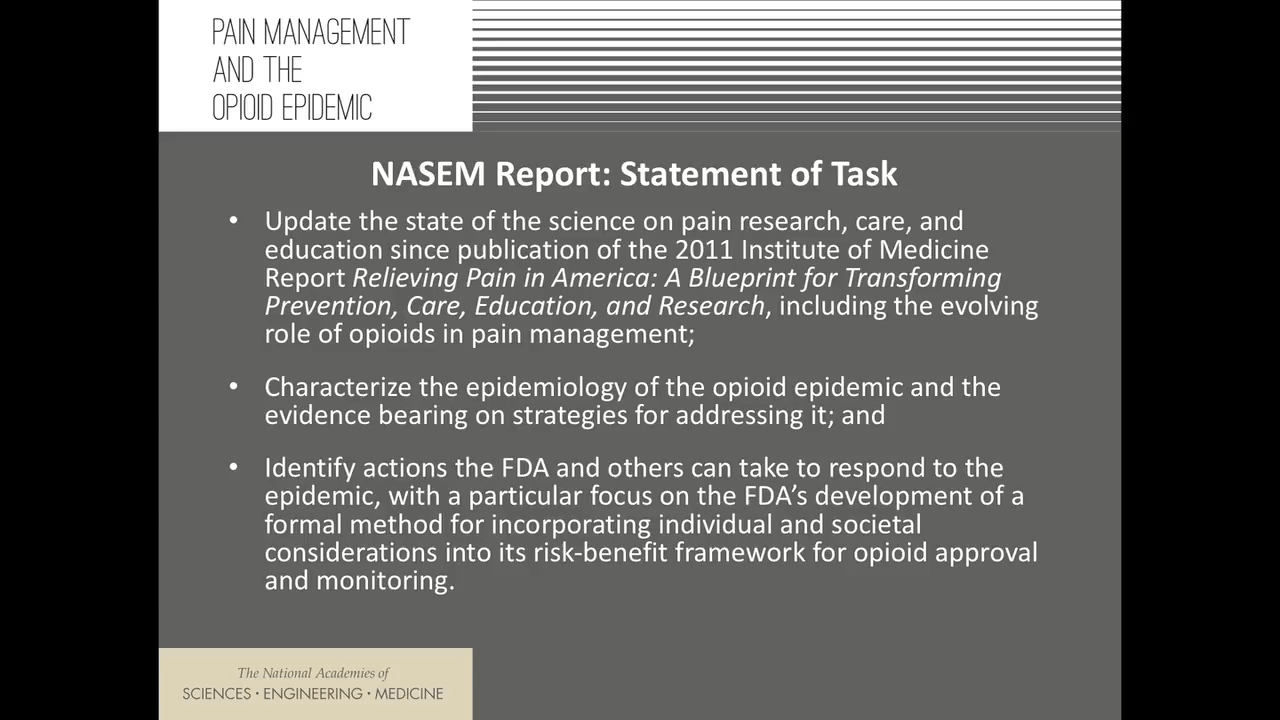 PAIN MANAGEMENT
AND THE
OPIOID EPIDEMIC
NASEM Report: Statement of Task
• Update the state of the science on pain research, care, and
education since publication of the 2011 Institute of Medicine
Report Relieving Pain in America: A Blueprint for Transforming
Prevention, Care, Education, and Research, including the evolving
role of opioids in pain management;
• Characterize the epidemiology of the opioid epidemic and the
evidence bearing on strategies for addressing it; and
• Identify actions the FDA and others can take to respond to the
epidemic, with a particular focus on the FDA’s development of a
formal method for incorporating individual and societal
considerations into its risk-benefit framework for opioid approval
and monitoring.
The National Academies of
SCIENCES • ENGINEERING • MEDICINE